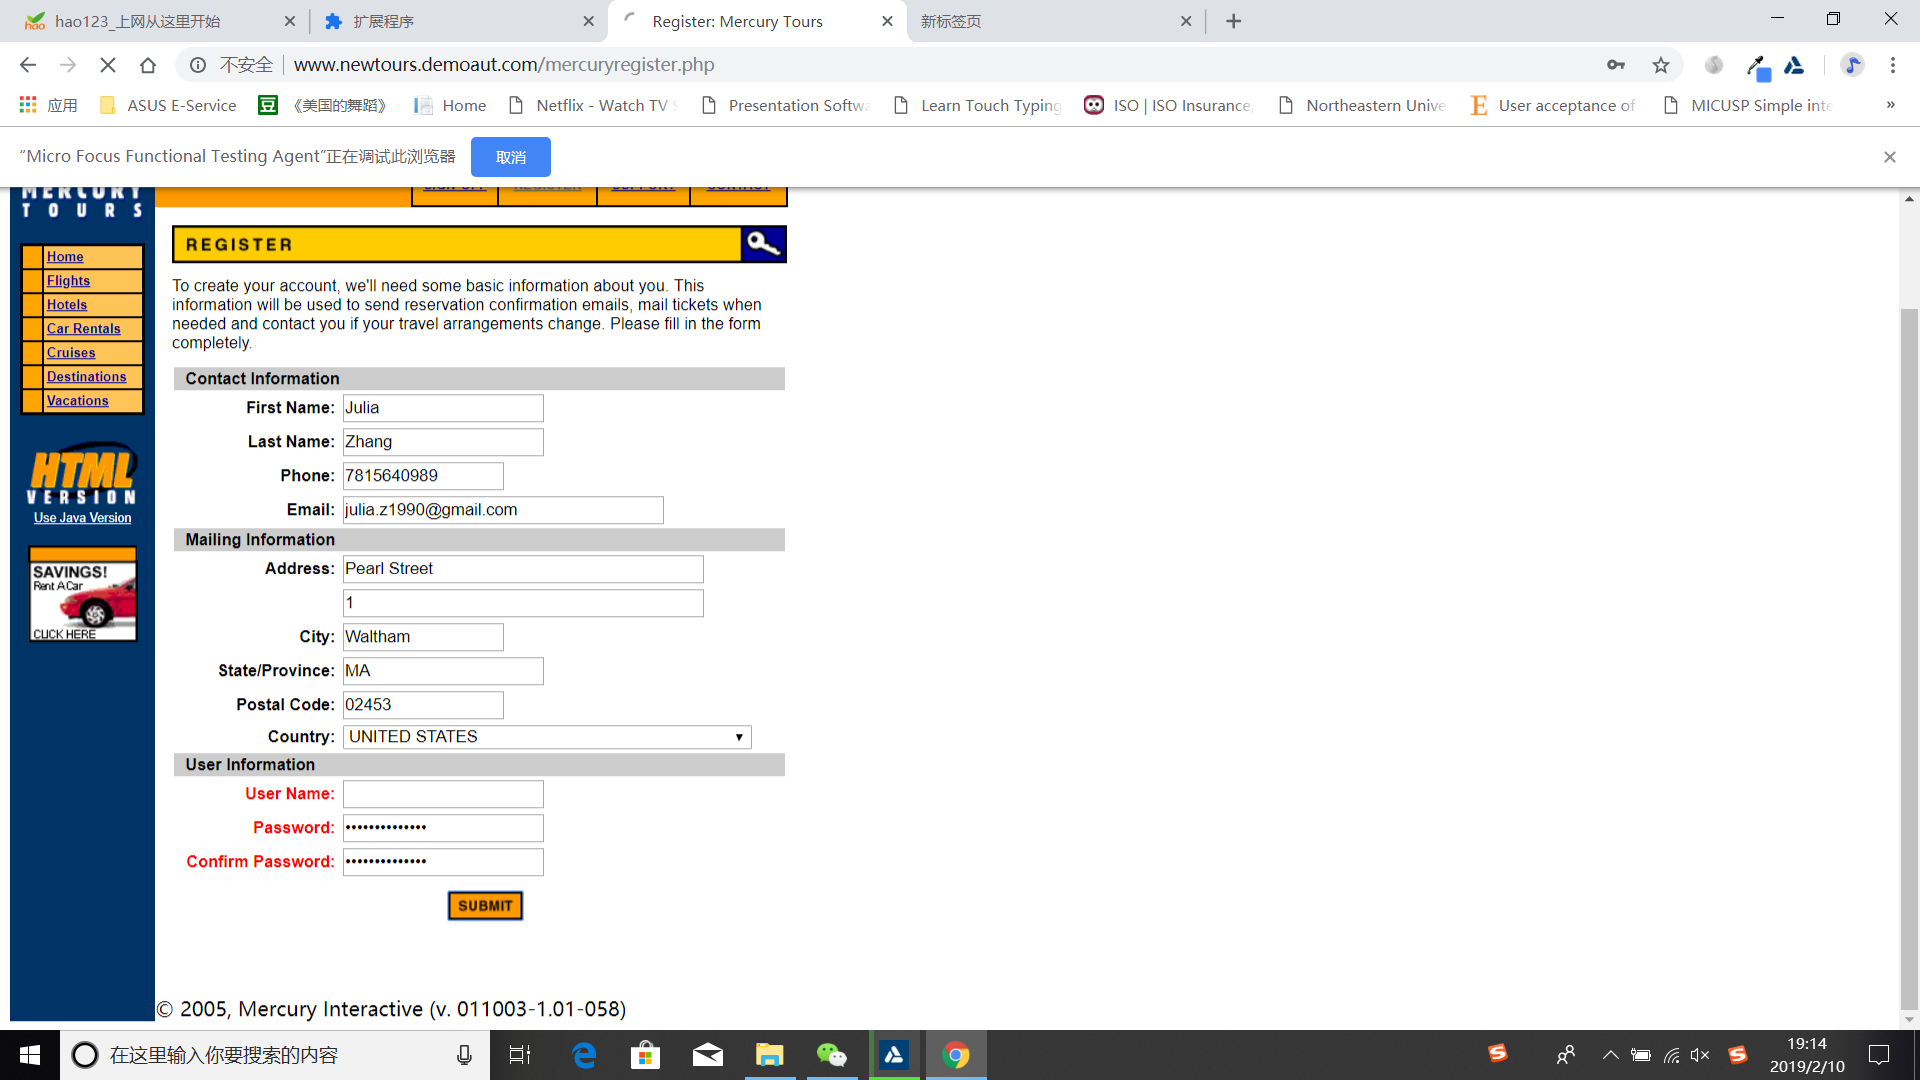 hao123_上网从这里开始
扩展程序
Register: Mercury Tours
新标签页
不安全
www.newtours.demoaut.com/mercuryregister.php
应用
ASUS E-Service
《美国的舞蹈》
Home
Netflix - Watch TV S
Presentation Softwa
Learn Touch Typing
ISO | ISO Insurance,
Northeastern Unive
User acceptance of
MICUSP Simple inte
»
“Micro Focus Functional Testing Agent”正在调试此浏览器
取消
MERCURY
TOURS
SIGN-OFF
REGISTER
SUPPORT
CONTACT
REGISTER
Home
Flights
Hotels
Car Rentals
Cruises
Destinations
Vacations
HTML
VERSION
Use Java Version
SAVINGS!
Rent A Car
CLICK HERE
To create your account, we'll need some basic information about you. This
information will be used to send reservation confirmation emails, mail tickets when
needed and contact you if your travel arrangements change. Please fill in the form
completely.
Contact Information
First Name: Julia
Last Name: Zhang
Phone: 7815640989
Email: julia.z1990@gmail.com
Mailing Information
Address: Pearl Street
1
City: Waltham
State/Province: MA
Postal Code: 02453
Country: UNITED STATES
User Information
User Name:
Password: ••••••••••••••
Confirm Password: ••••••••••••••
SUBMIT
© 2005, Mercury Interactive (v. 011003-1.01-058)
在这里输入你要搜索的内容
19:14
2019/2/10